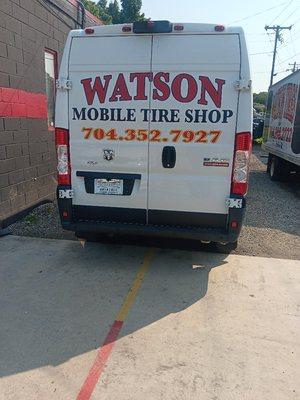 WATSON
MOBILE TIRE SHOP
704.352.7927